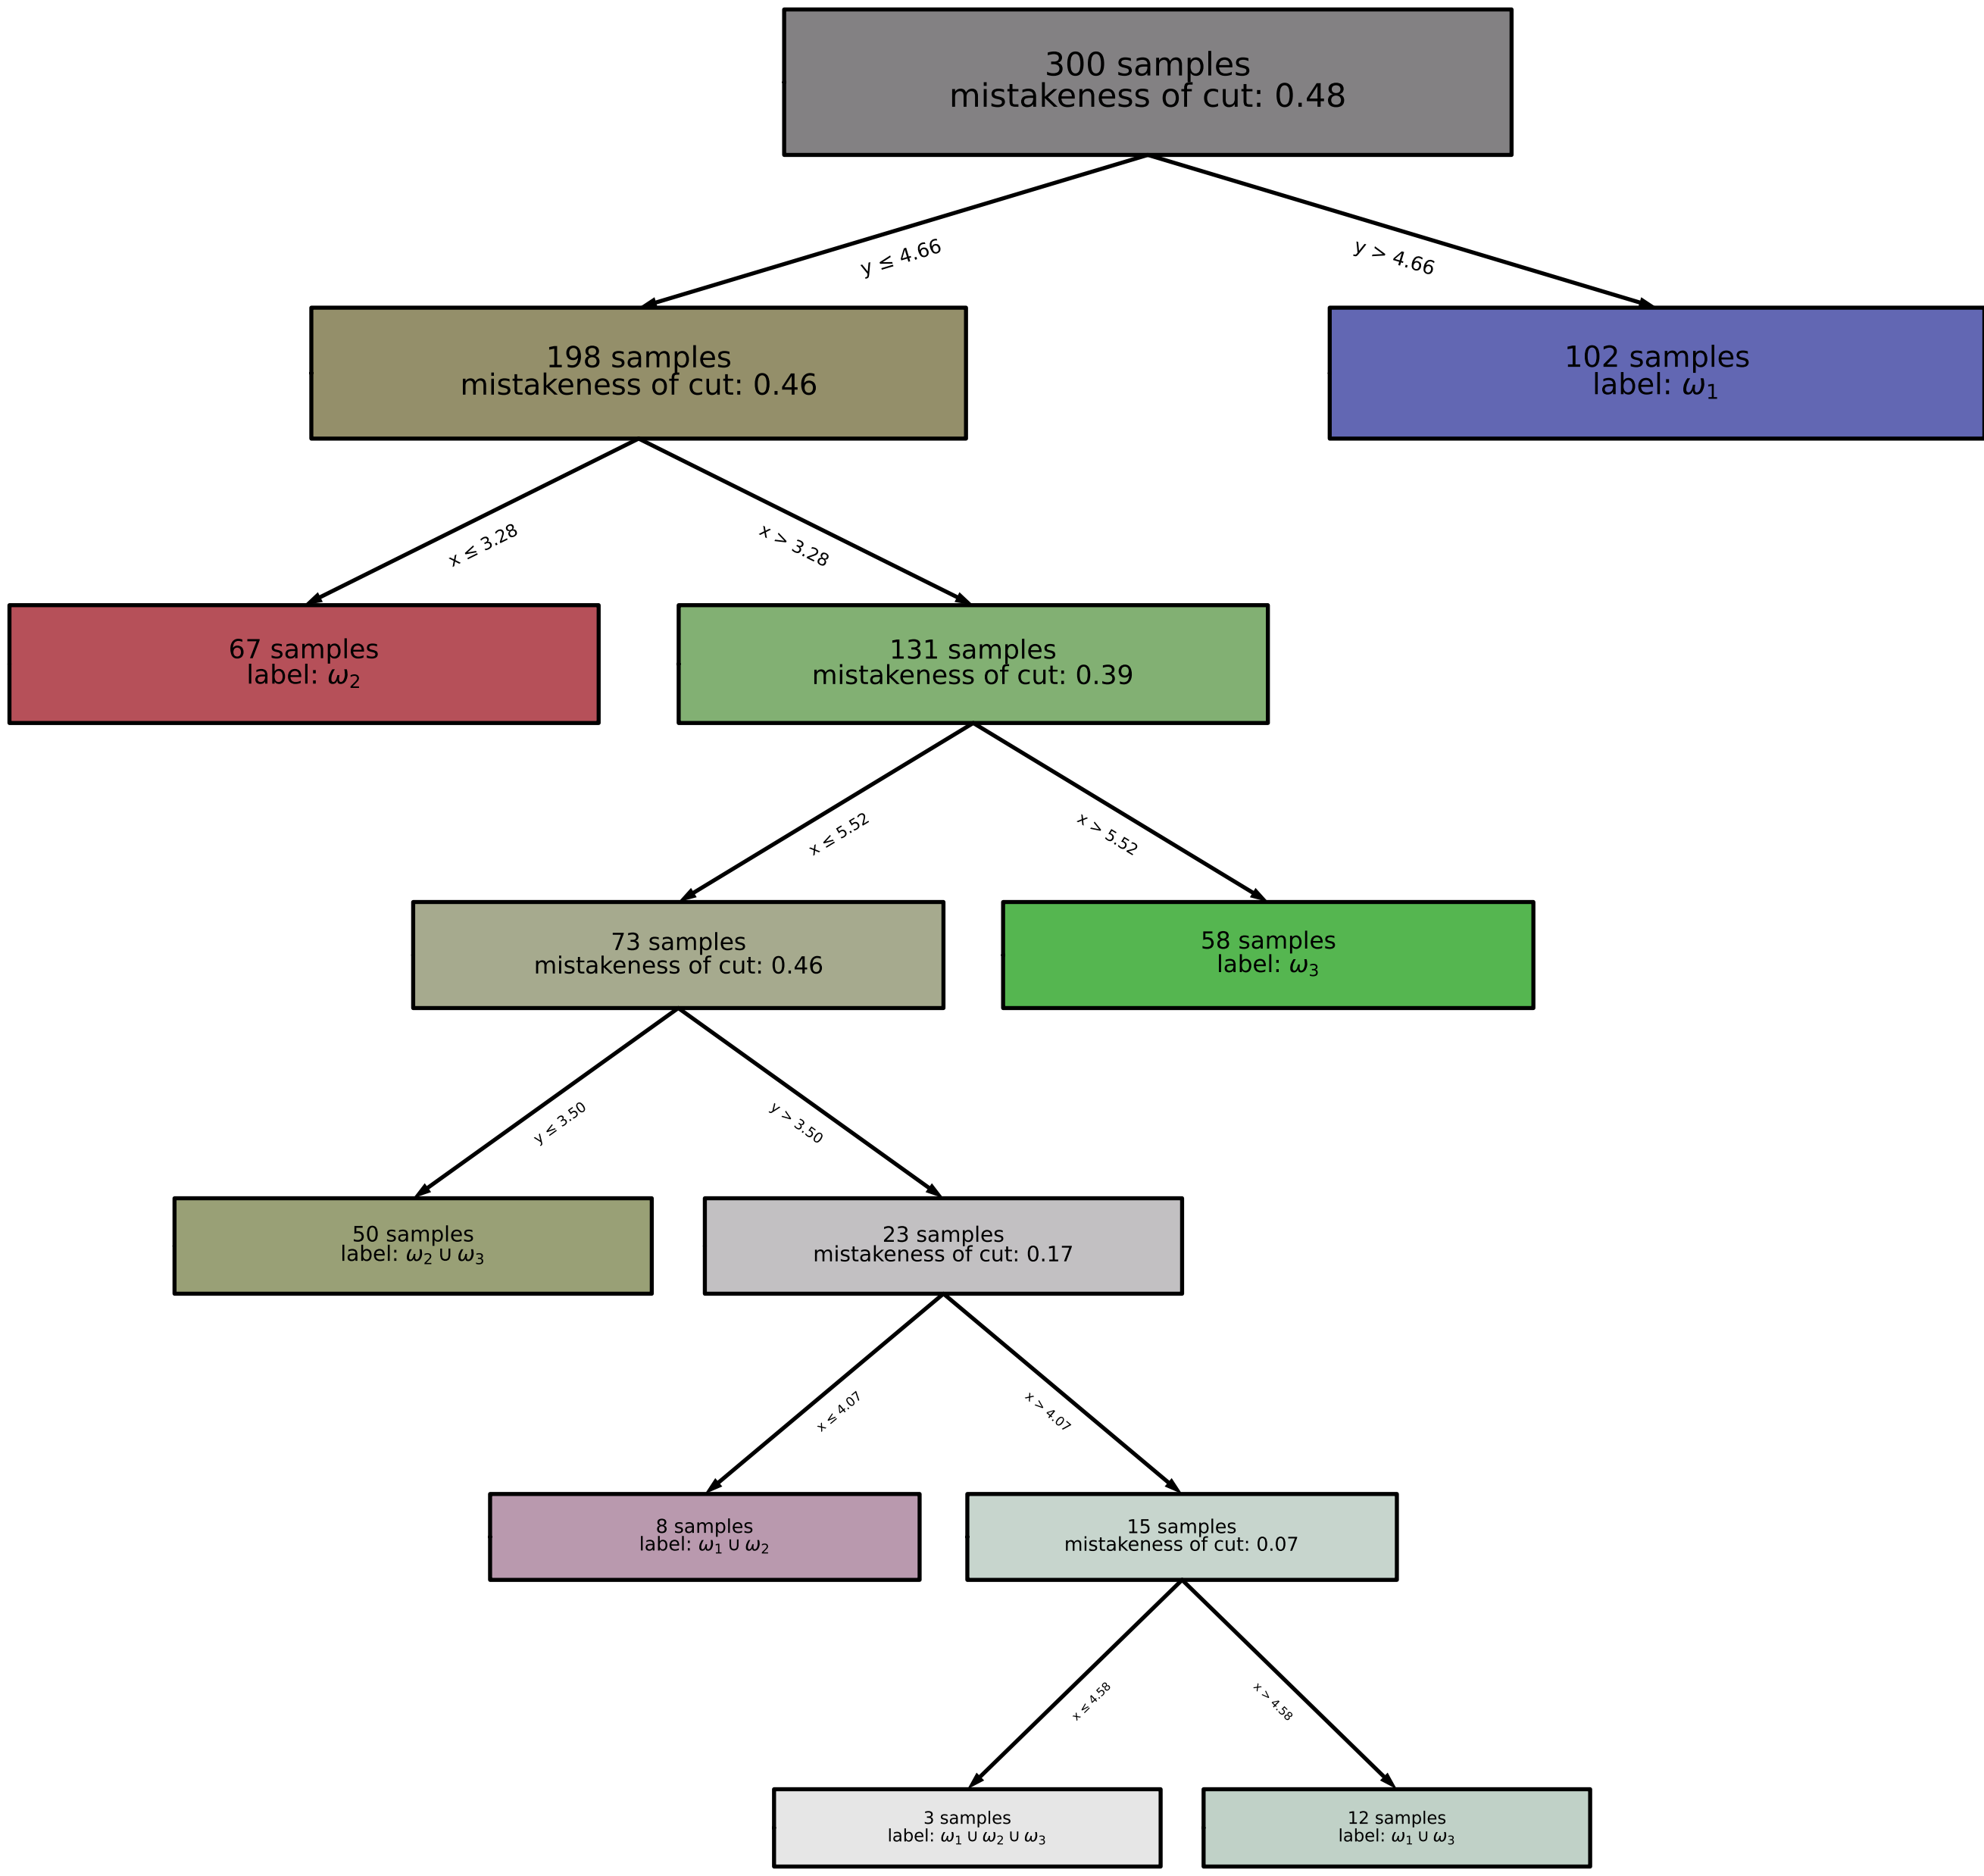 300 samples
mistakeness of cut: 0.48
y ≤ 4.66
y > 4.66
198 samples
mistakeness of cut: 0.46
102 samples
label: ω₁
x ≤ 3.28
x > 3.28
67 samples
label: ω₂
131 samples
mistakeness of cut: 0.39
x ≤ 5.52
x > 5.52
73 samples
mistakeness of cut: 0.46
58 samples
label: ω₃
y ≤ 3.50
y > 3.50
50 samples
label: ω₂ ∪ ω₃
23 samples
mistakeness of cut: 0.17
x ≤ 4.07
x > 4.07
8 samples
label: ω₁ ∪ ω₂
15 samples
mistakeness of cut: 0.07
x ≤ 4.58
x > 4.58
3 samples
label: ω₁ ∪ ω₂ ∪ ω₃
12 samples
label: ω₁ ∪ ω₃